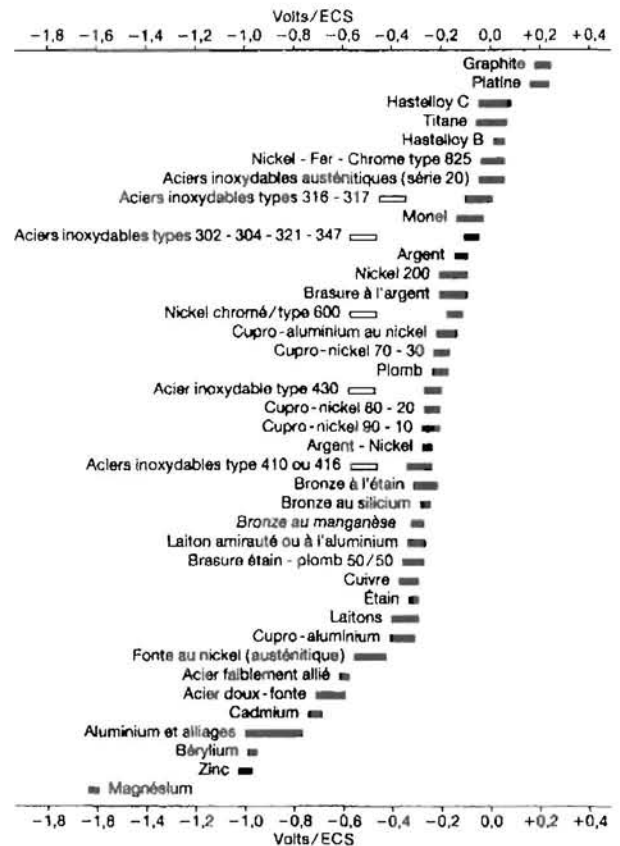 Volts/ECS
-1,8 -1,6 -1,4 -1,2 -1,0 -0,8 -0,6 -0,4 -0,2 0,0 +0,2 +0,4
Graphite
Platine
Hastelloy C
Titane
Hastelloy B
Nickel - Fer - Chrome type 825
Aciers inoxydables austénitiques (série 20)
Aciers inoxydables types 316 - 317
Monel
Aciers inoxydables types 302 - 304 - 321 - 347
Argent
Nickel 200
Brasure à l'argent
Nickel chromé/type 600
Cupro-aluminium au nickel
Cupro-nickel 70 - 30
Plomb
Acier inoxydable type 430
Cupro-nickel 80 - 20
Cupro-nickel 90 - 10
Argent - Nickel
Aciers inoxydables type 410 ou 416
Bronze à l'étain
Bronze au silicium
Bronze au manganèse
Laiton amirauté ou à l'aluminium
Brasure étain - plomb 50/50
Cuivre
Étain
Laitons
Cupro-aluminium
Fonte au nickel (austénitique)
Acier faiblement allié
Acier doux-fonte
Cadmium
Aluminium et alliages
Bérylium
Zinc
Magnésium
-1,8 -1,6 -1,4 -1,2 -1,0 -0,8 -0,6 -0,4 -0,2 0,0 +0,2 +0,4
Volts/ECS